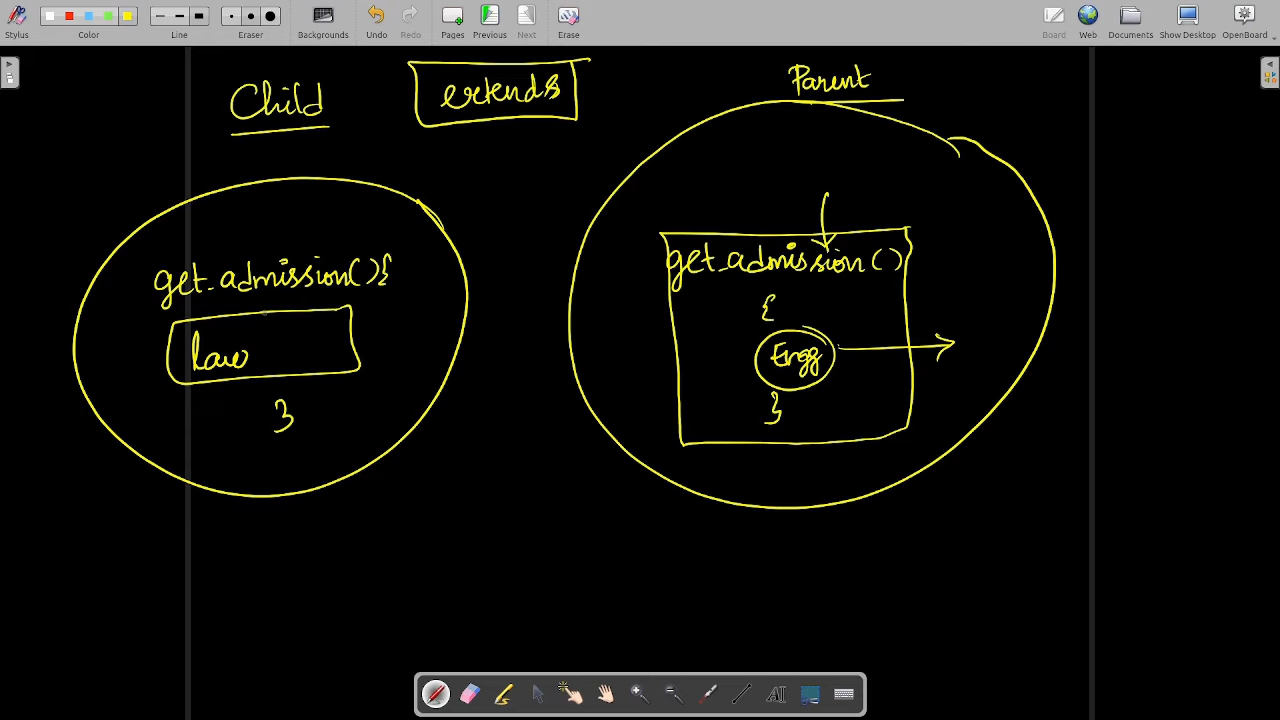 Stylus
Color
Line
Eraser
Backgrounds
Undo
Redo
Pages
Previous
Next
Erase
Board
Web
Documents
Show Desktop
OpenBoard
Child extends Parent
get_admission(){
law
}
get_admission()
{
Engg
}